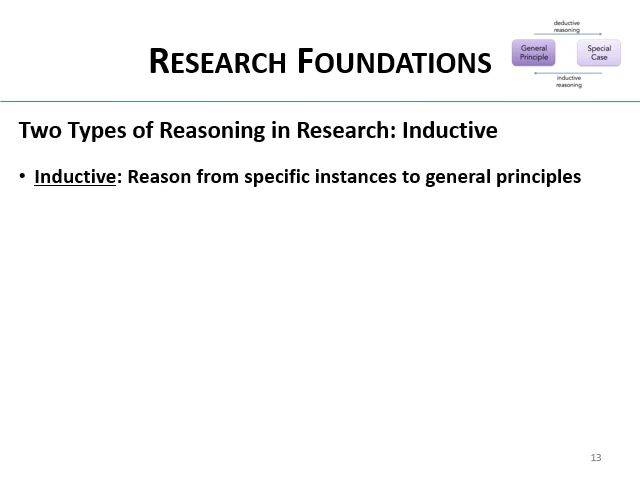 RESEARCH FOUNDATIONS
deductive
reasoning
General
Principle
Special
Case
inductive
reasoning
Two Types of Reasoning in Research: Inductive
• Inductive: Reason from specific instances to general principles
13